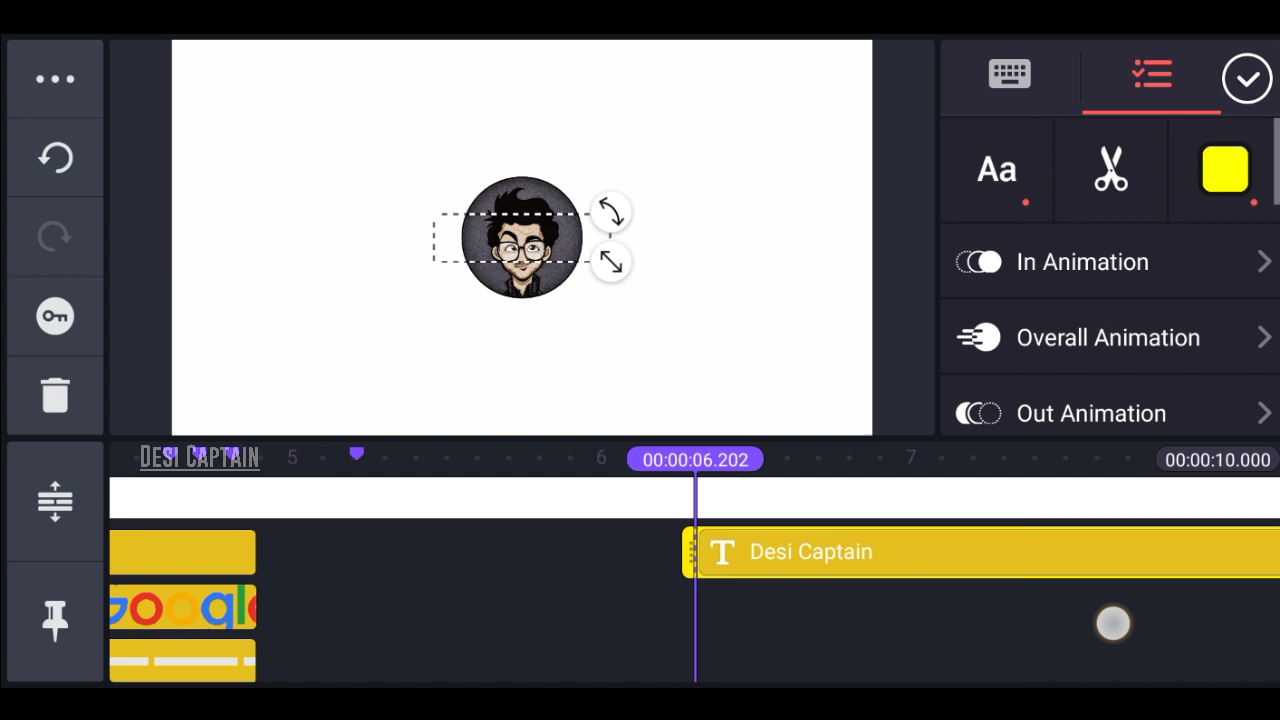 Aa
In Animation
Overall Animation
Out Animation
DESI CAPTAIN
5
6
00:00:06.202
7
00:00:10.000
T Desi Captain
Google